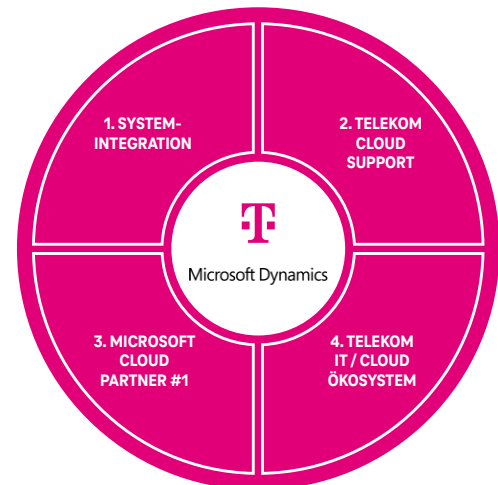 1. SYSTEM-
INTEGRATION
2. TELEKOM
CLOUD
SUPPORT
T
Microsoft Dynamics
3. MICROSOFT
CLOUD
PARTNER #1
4. TELEKOM
IT / CLOUD
ÖKOSYSTEM